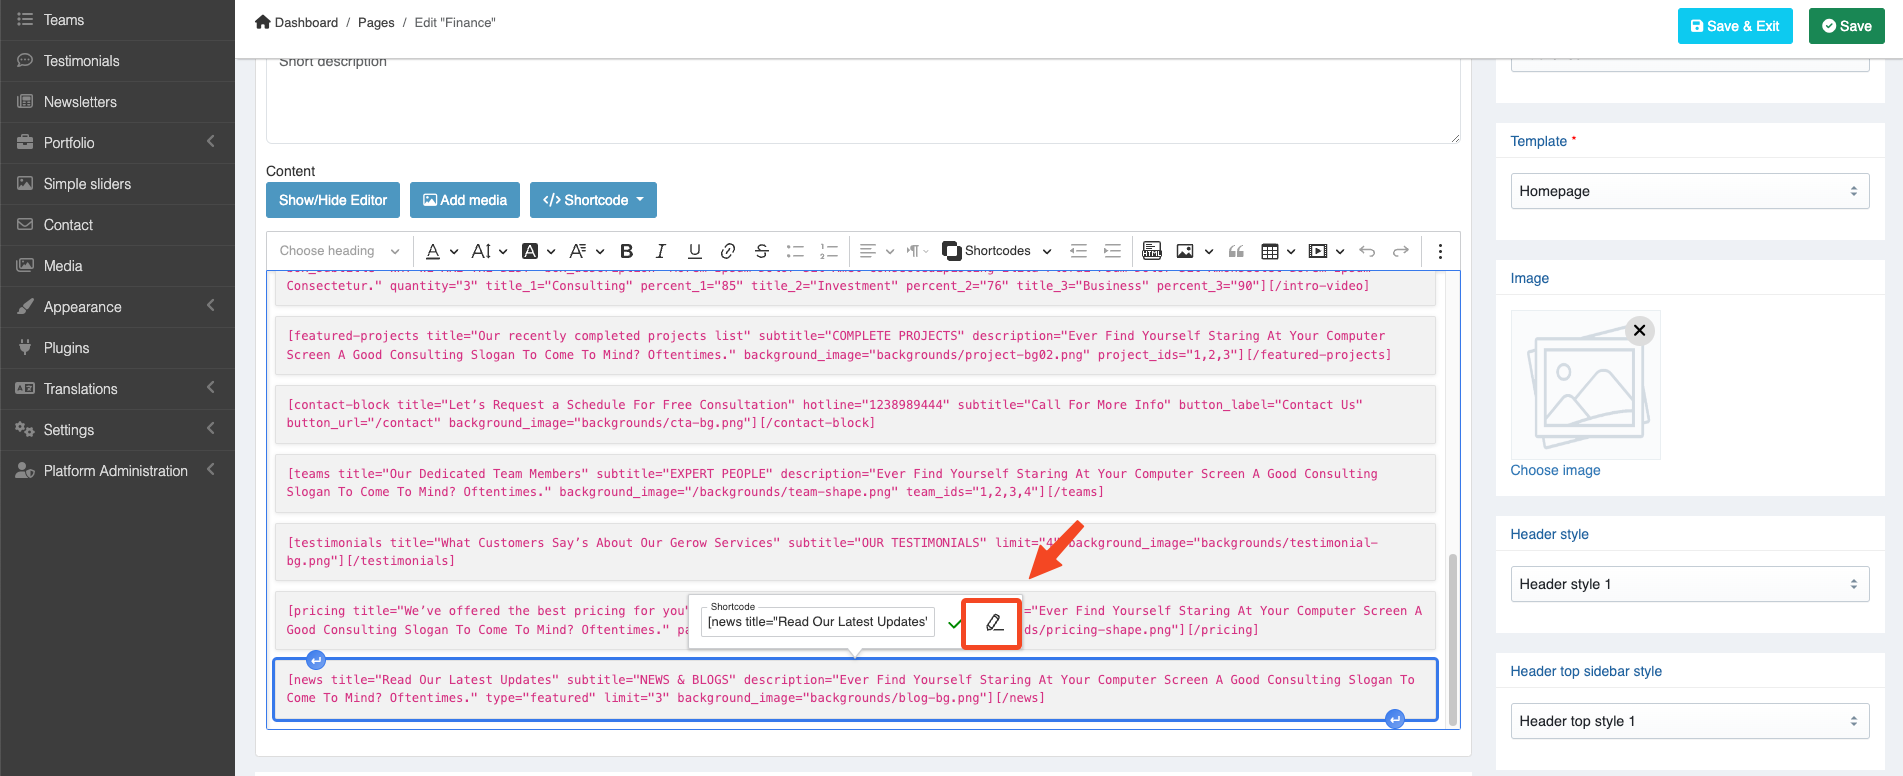 Teams
Testimonials
Newsletters
Portfolio
Simple sliders
Contact
Media
Appearance
Plugins
Translations
Settings
Platform Administration
Dashboard / Pages / Edit "Finance"
Save & Exit
Save
Short description
Content
Show/Hide Editor
Add media
</> Shortcode
Choose heading
Shortcodes
HTML
Consectetur." quantity="3" title_1="Consulting" percent_1="85" title_2="Investment" percent_2="76" title_3="Business" percent_3="90"][/intro-video]
[featured-projects title="Our recently completed projects list" subtitle="COMPLETE PROJECTS" description="Ever Find Yourself Staring At Your Computer
Screen A Good Consulting Slogan To Come To Mind? Oftentimes." background_image="backgrounds/project-bg02.png" project_ids="1,2,3"][/featured-projects]
[contact-block title="Let’s Request a Schedule For Free Consultation" hotline="1238989444" subtitle="Call For More Info" button_label="Contact Us"
button_url="/contact" background_image="backgrounds/cta-bg.png"][/contact-block]
[teams title="Our Dedicated Team Members" subtitle="EXPERT PEOPLE" description="Ever Find Yourself Staring At Your Computer Screen A Good Consulting
Slogan To Come To Mind? Oftentimes." background_image="/backgrounds/team-shape.png" team_ids="1,2,3,4"][/teams]
[testimonials title="What Customers Say’s About Our Gerow Services" subtitle="OUR TESTIMONIALS" limit="4" background_image="backgrounds/testimonial-
bg.png"][/testimonials]
[pricing title="We’ve offered the best pricing for you" ="Ever Find Yourself Staring At Your Computer Screen A
Good Consulting Slogan To Come To Mind? Oftentimes." pa ds/pricing-shape.png"][/pricing]
Shortcode
[news title="Read Our Latest Updates"
[news title="Read Our Latest Updates" subtitle="NEWS & BLOGS" description="Ever Find Yourself Staring At Your Computer Screen A Good Consulting Slogan To
Come To Mind? Oftentimes." type="featured" limit="3" background_image="backgrounds/blog-bg.png"][/news]
Template *
Homepage
Image
Choose image
Header style
Header style 1
Header top sidebar style
Header top style 1